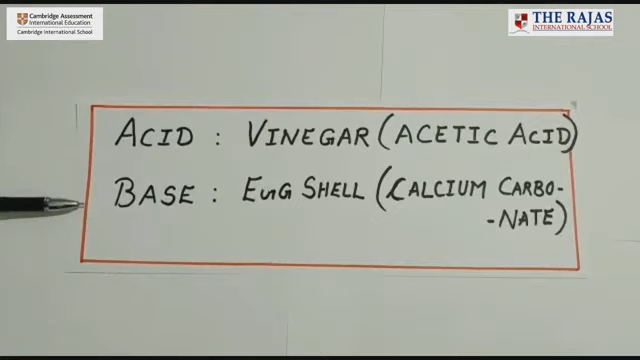 Cambridge Assessment
International Education
Cambridge International School
THE RAJAS
INTERNATIONAL SCHOOL
ACID : VINEGAR (ACETIC ACID)
BASE : EGG SHELL (CALCIUM CARBO-
-NATE)